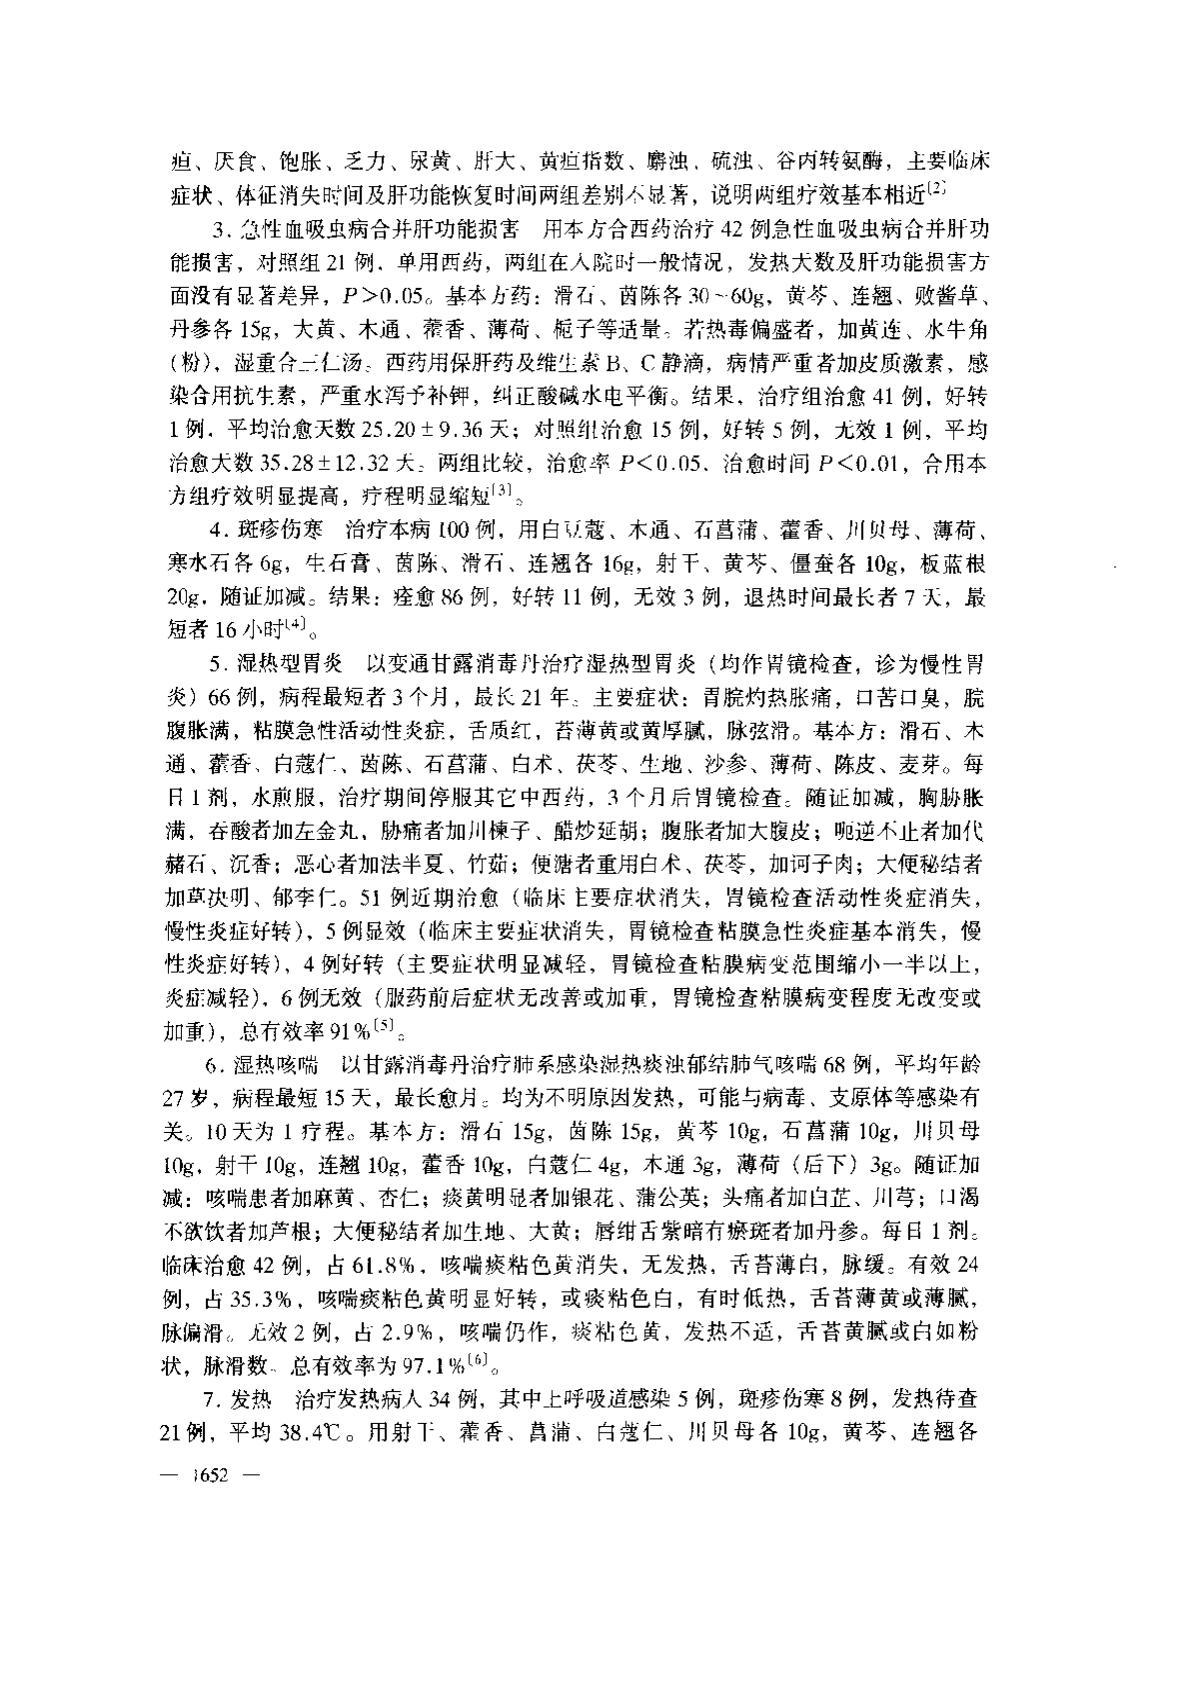 疸、厌食、饱胀、乏力、尿黄、肝大、黄疸指数、麝浊、硫浊、谷丙转氨酶，主要临床
症状、体征消失时间及肝功能恢复时间两组差别不显著，说明两组疗效基本相近〔2〕
3. 急性血吸虫病合并肝功能损害　用本方合西药治疗 42 例急性血吸虫病合并肝功
能损害，对照组 21 例，单用西药，两组在入院时一般情况，发热天数及肝功能损害方
面没有显著差异，P＞0.05。基本方药：滑石、茵陈各 30～60g，黄芩、连翘、败酱草、
丹参各 15g，大黄、木通、藿香、薄荷、栀子等适量。若热毒偏盛者，加黄连、水牛角
（粉），湿重合三仁汤。西药用保肝药及维生素 B、C 静滴，病情严重者加皮质激素，感
染合用抗生素，严重水泻予补钾，纠正酸碱水电平衡。结果，治疗组治愈 41 例，好转
1 例，平均治愈天数 25.20±9.36 天；对照组治愈 15 例，好转 5 例，无效 1 例，平均
治愈天数 35.28±12.32 天。两组比较，治愈率 P＜0.05，治愈时间 P＜0.01，合用本
方组疗效明显提高，疗程明显缩短〔3〕。
4. 斑疹伤寒　治疗本病 100 例，用白豆蔻、木通、石菖蒲、藿香、川贝母、薄荷、
寒水石各 6g，生石膏、茵陈、滑石、连翘各 16g，射干、黄芩、僵蚕各 10g，板蓝根
20g，随证加减。结果：痊愈 86 例，好转 11 例，无效 3 例，退热时间最长者 7 天，最
短者 16 小时〔4〕。
5. 湿热型胃炎　以变通甘露消毒丹治疗湿热型胃炎（均作胃镜检查，诊为慢性胃
炎）66 例，病程最短者 3 个月，最长 21 年。主要症状：胃脘灼热胀痛，口苦口臭，脘
腹胀满，粘膜急性活动性炎症，舌质红，苔薄黄或黄厚腻，脉弦滑。基本方：滑石、木
通、藿香、白蔻仁、茵陈、石菖蒲、白术、茯苓、生地、沙参、薄荷、陈皮、麦芽。每
日 1 剂，水煎服，治疗期间停服其它中西药，3 个月后胃镜检查。随证加减，胸胁胀
满，吞酸者加左金丸，胁痛者加川楝子、醋炒延胡；腹胀者加大腹皮；呃逆不止者加代
赭石、沉香；恶心者加法半夏、竹茹；便溏者重用白术、茯苓，加诃子肉；大便秘结者
加草决明、郁李仁。51 例近期治愈（临床主要症状消失，胃镜检查活动性炎症消失，
慢性炎症好转），5 例显效（临床主要症状消失，胃镜检查粘膜急性炎症基本消失，慢
性炎症好转），4 例好转（主要症状明显减轻，胃镜检查粘膜病变范围缩小一半以上，
炎症减轻），6 例无效（服药前后症状无改善或加重，胃镜检查粘膜病变程度无改变或
加重），总有效率 91%〔5〕。
6. 湿热咳喘　以甘露消毒丹治疗肺系感染湿热痰浊郁结肺气咳喘 68 例，平均年龄
27 岁，病程最短 15 天，最长愈月。均为不明原因发热，可能与病毒、支原体等感染有
关。10 天为 1 疗程。基本方：滑石 15g，茵陈 15g，黄芩 10g，石菖蒲 10g，川贝母
10g，射干 10g，连翘 10g，藿香 10g，白蔻仁 4g，木通 3g，薄荷（后下）3g。随证加
减：咳喘患者加麻黄、杏仁；痰黄明显者加银花、蒲公英；头痛者加白芷、川芎；口渴
不欲饮者加芦根；大便秘结者加生地、大黄；唇绀舌紫暗有瘀斑者加丹参。每日 1 剂。
临床治愈 42 例，占 61.8%，咳喘痰粘色黄消失，无发热，舌苔薄白，脉缓。有效 24
例，占 35.3%，咳喘痰粘色黄明显好转，或痰粘色白，有时低热，舌苔薄黄或薄腻，
脉偏滑。无效 2 例，占 2.9%，咳喘仍作，痰粘色黄，发热不适，舌苔黄腻或白如粉
状，脉滑数。总有效率为 97.1%〔6〕。
7. 发热　治疗发热病人 34 例，其中上呼吸道感染 5 例，斑疹伤寒 8 例，发热待查
21 例，平均 38.4℃。用射干、藿香、菖蒲、白蔻仁、川贝母各 10g，黄芩、连翘各
— 1652 —